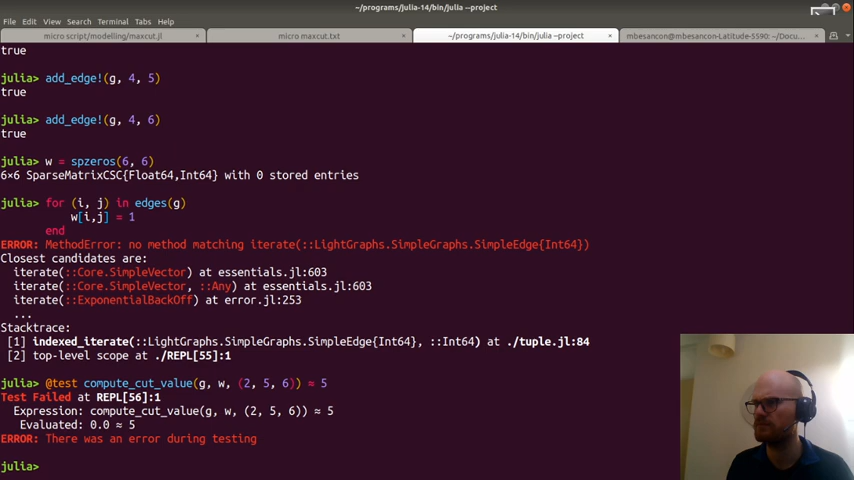 ~/programs/julia-14/bin/julia --project
File Edit View Search Terminal Tabs Help
micro script/modelling/maxcut.jl × micro maxcut.txt × ~/programs/julia-14/bin/julia --project × mbesancon@mbesancon-Latitude-5590: ~/Docu... ×
true
julia> add_edge!(g, 4, 5)
true
julia> add_edge!(g, 4, 6)
true
julia> w = spzeros(6, 6)
6×6 SparseMatrixCSC{Float64,Int64} with 0 stored entries
julia> for (i, j) in edges(g)
w[i,j] = 1
end
ERROR: MethodError: no method matching iterate(::LightGraphs.SimpleGraphs.SimpleEdge{Int64})
Closest candidates are:
iterate(::Core.SimpleVector) at essentials.jl:603
iterate(::Core.SimpleVector, ::Any) at essentials.jl:603
iterate(::ExponentialBackOff) at error.jl:253
...
Stacktrace:
[1] indexed_iterate(::LightGraphs.SimpleGraphs.SimpleEdge{Int64}, ::Int64) at ./tuple.jl:84
[2] top-level scope at ./REPL[55]:1
julia> @test compute_cut_value(g, w, (2, 5, 6)) ≈ 5
Test Failed at REPL[56]:1
Expression: compute_cut_value(g, w, (2, 5, 6)) ≈ 5
Evaluated: 0.0 ≈ 5
ERROR: There was an error during testing
julia>